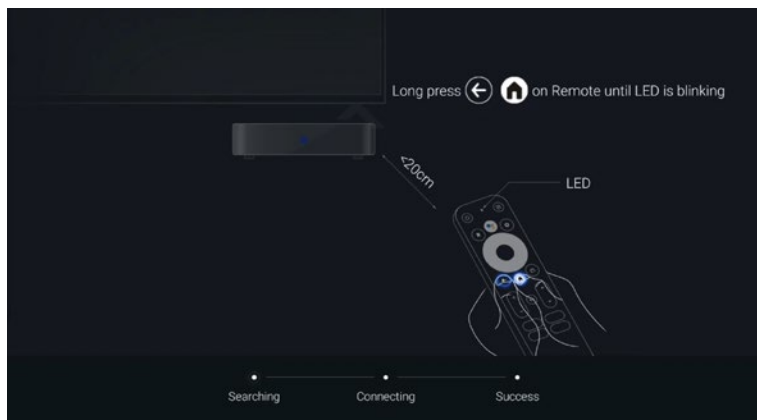 Long press on Remote until LED is blinking
<20cm
LED
Searching Connecting Success